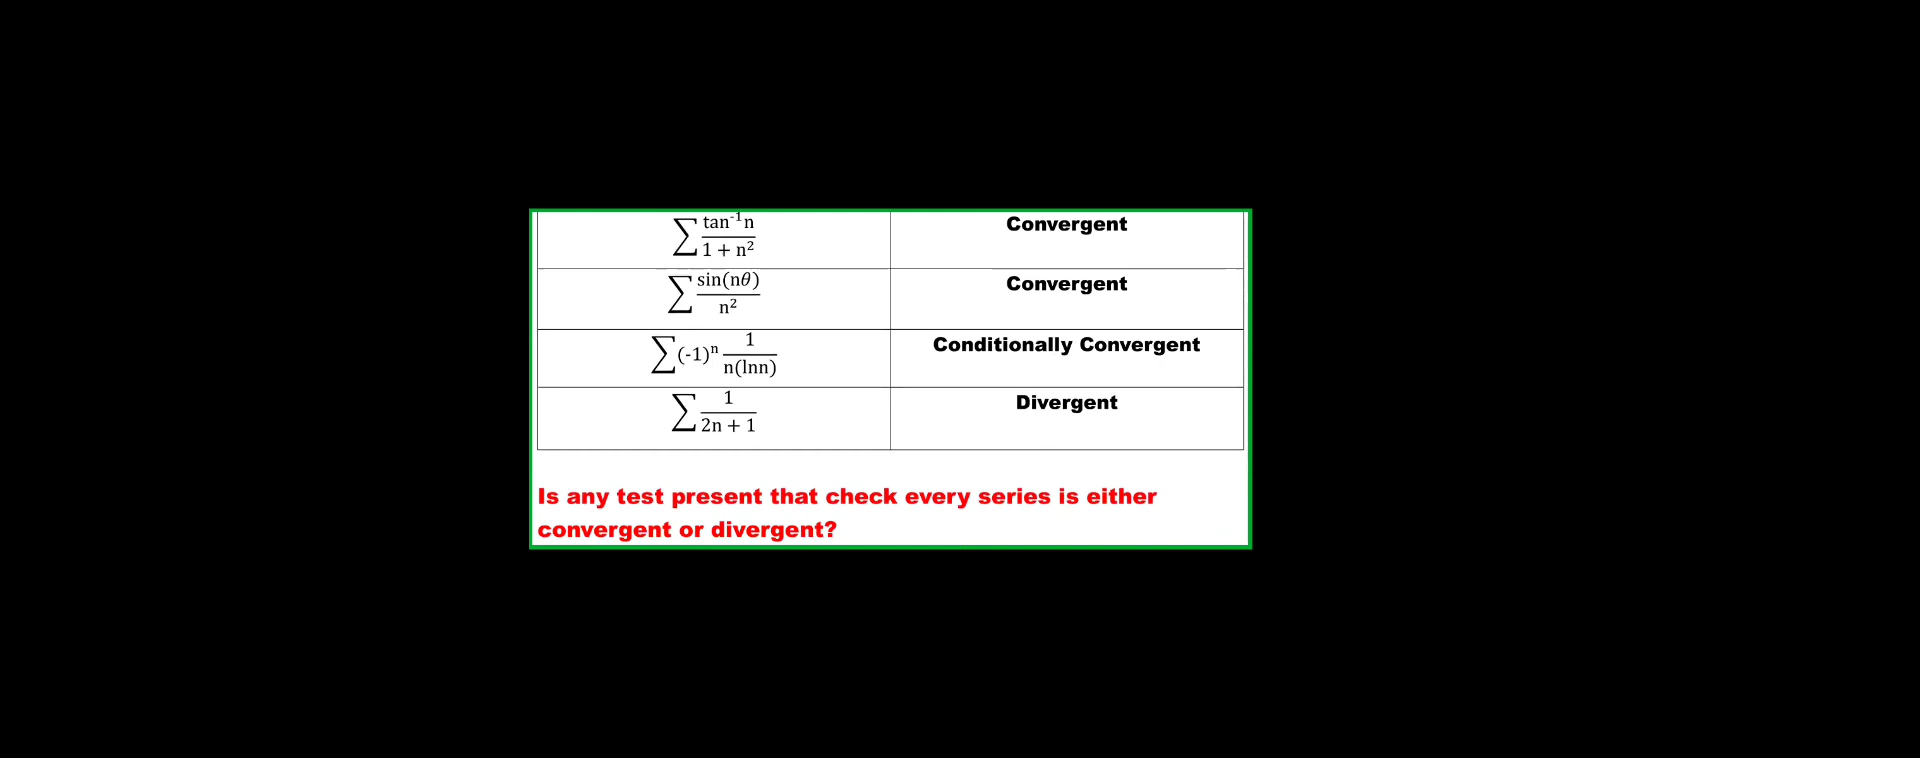 ∑ tan⁻¹n / 1 + n² Convergent
∑ sin(nθ) / n² Convergent
∑(-1)ⁿ 1 / n(lnn) Conditionally Convergent
∑ 1 / 2n + 1 Divergent
Is any test present that check every series is either
convergent or divergent?